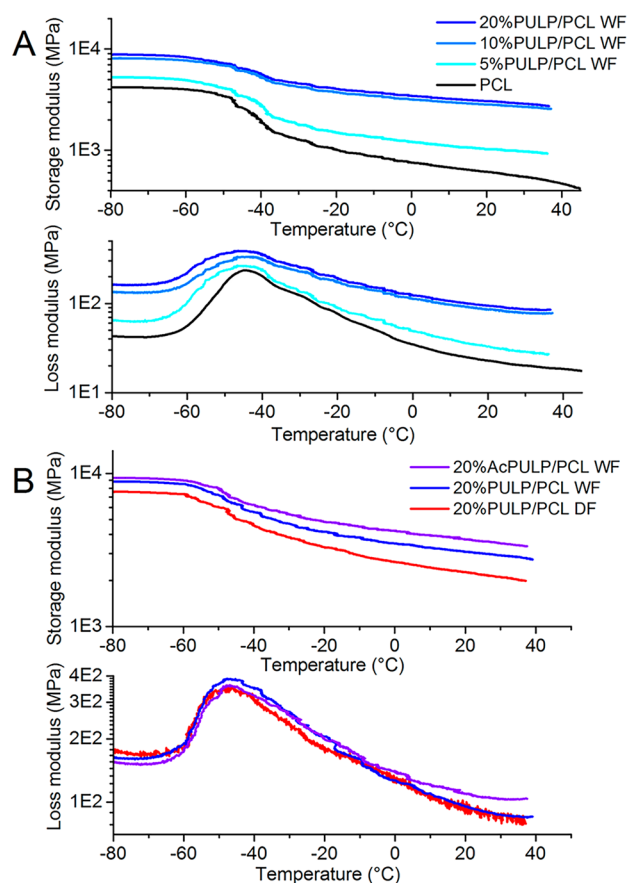 A
20%PULP/PCL WF
10%PULP/PCL WF
5%PULP/PCL WF
PCL
Storage modulus (MPa)
1E4
1E3
-80 -60 -40 -20 0 20 40
Temperature (°C)
Loss modulus (MPa)
1E2
1E1
-80 -60 -40 -20 0 20 40
Temperature (°C)
B
20%AcPULP/PCL WF
20%PULP/PCL WF
20%PULP/PCL DF
Storage modulus (MPa)
1E4
1E3
-80 -60 -40 -20 0 20 40
Temperature (°C)
Loss modulus (MPa)
4E2
3E2
2E2
1E2
-80 -60 -40 -20 0 20 40
Temperature (°C)